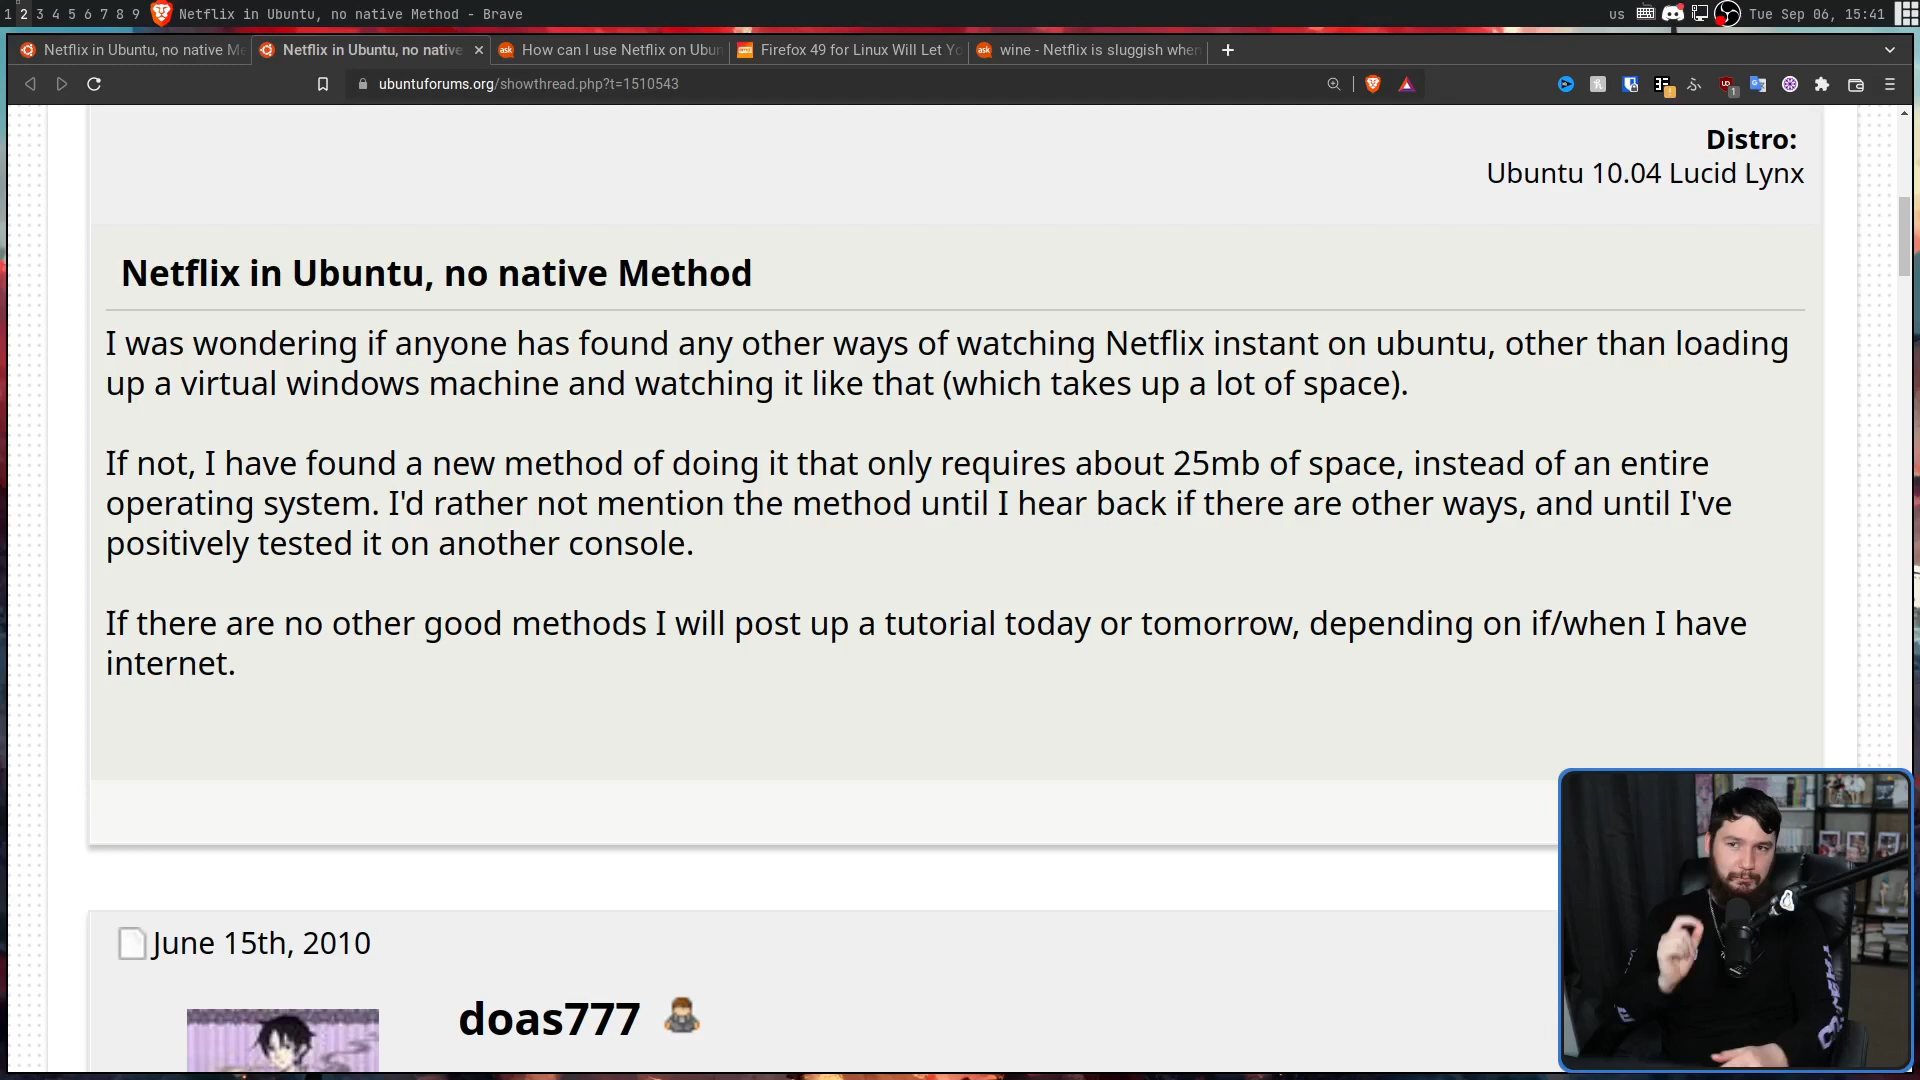 1 2 3 4 5 6 7 8 9 Netflix in Ubuntu, no native Method - Brave us Tue Sep 06, 15:41
Netflix in Ubuntu, no native Me Netflix in Ubuntu, no native How can I use Netflix on Ubun Firefox 49 for Linux Will Let Yo wine - Netflix is sluggish when
ubuntuforums.org/showthread.php?t=1510543
Distro:
Ubuntu 10.04 Lucid Lynx
Netflix in Ubuntu, no native Method
I was wondering if anyone has found any other ways of watching Netflix instant on ubuntu, other than loading
up a virtual windows machine and watching it like that (which takes up a lot of space).
If not, I have found a new method of doing it that only requires about 25mb of space, instead of an entire
operating system. I'd rather not mention the method until I hear back if there are other ways, and until I've
positively tested it on another console.
If there are no other good methods I will post up a tutorial today or tomorrow, depending on if/when I have
internet.
June 15th, 2010
doas777